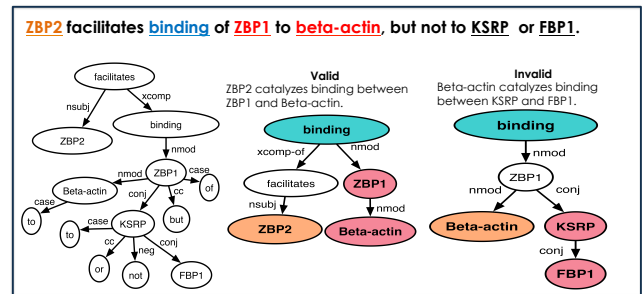 ZBP2 facilitates binding of ZBP1 to beta-actin, but not to KSRP or FBP1.
facilitates
nsubj
xcomp
ZBP2
binding
nmod
nmod
ZBP1
case
of
Beta-actin
conj
cc
case
to
case
to
KSRP
but
cc
neg
conj
or
not
FBP1
Valid
ZBP2 catalyzes binding between
ZBP1 and Beta-actin.
binding
xcomp-of
nmod
facilitates
ZBP1
nsubj
nmod
ZBP2
Beta-actin
Invalid
Beta-actin catalyzes binding
between KSRP and FBP1.
binding
nmod
ZBP1
nmod
conj
Beta-actin
KSRP
conj
FBP1